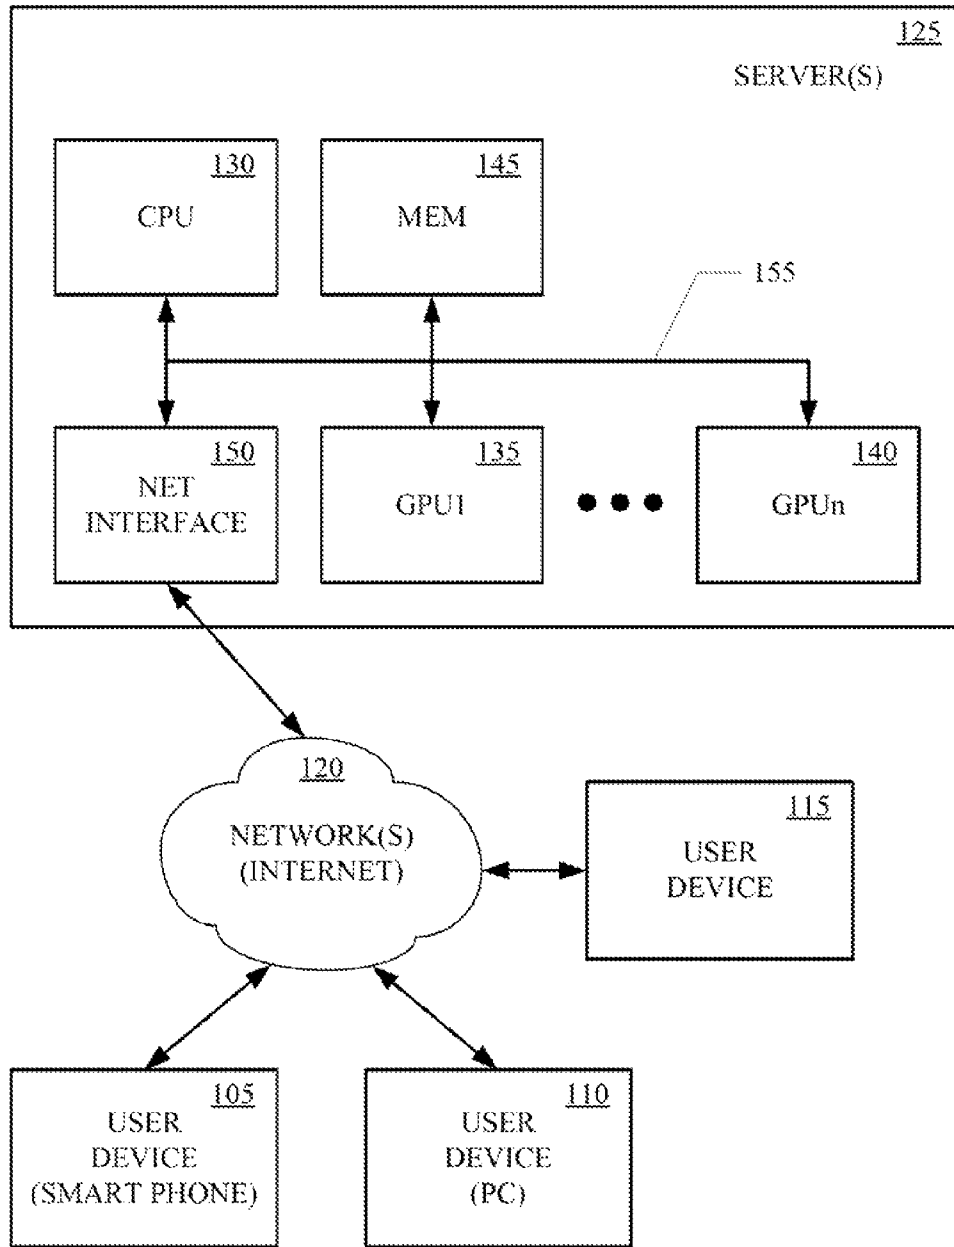 125
SERVER(S)
130
CPU
145
MEM
155
150
NET
INTERFACE
135
GPU1
140
GPUn
120
NETWORK(S)
(INTERNET)
115
USER
DEVICE
105
USER
DEVICE
(SMART PHONE)
110
USER
DEVICE
(PC)